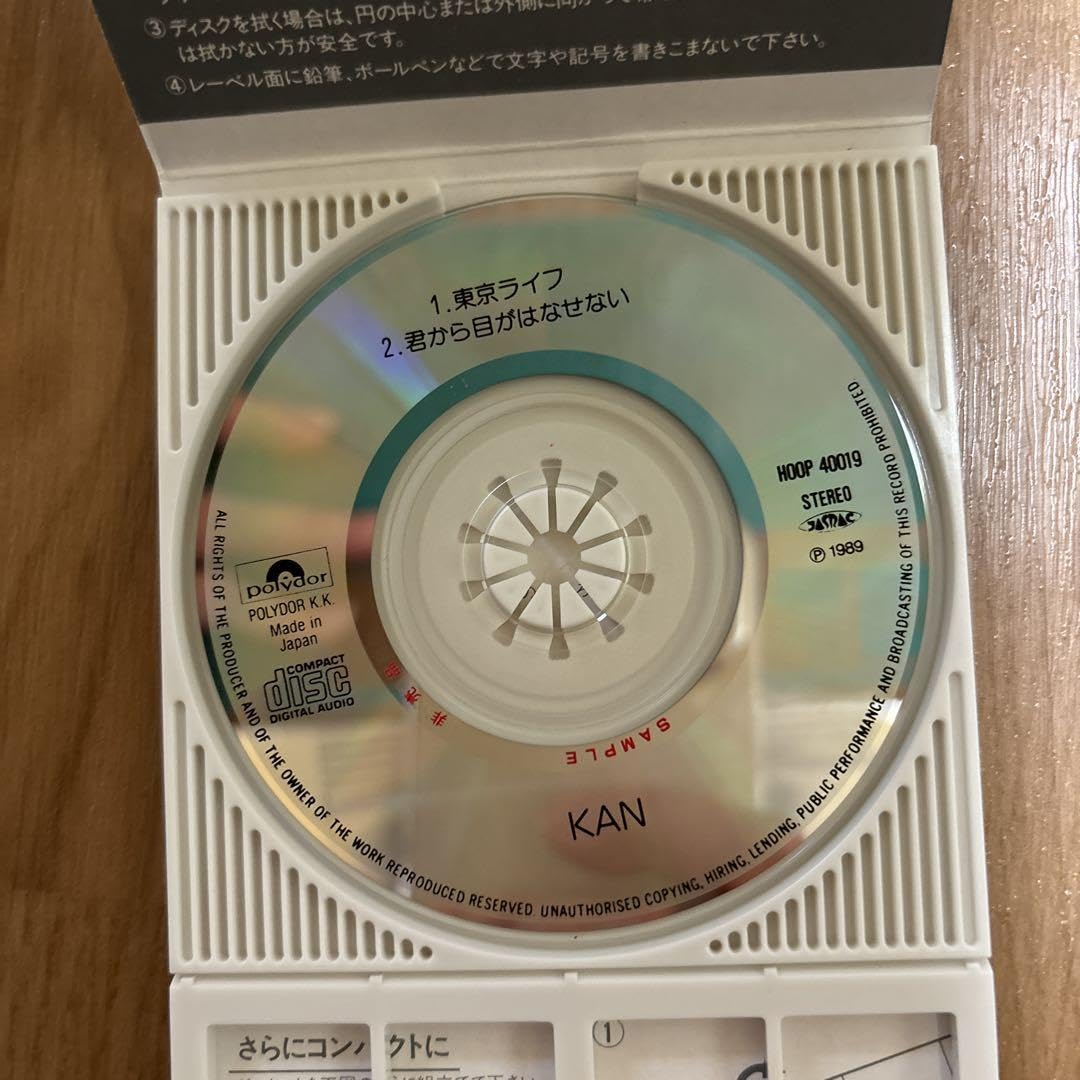 ③ディスクを拭く場合は、円の中心または外側に向かって
は拭かない方が安全です。
④レーベル面に鉛筆、ボールペンなどで文字や記号を書きこまないで下さい。
1.東京ライフ
2.君から目がはなせない
HOOP 40019
STEREO
JASRAC
Ⓟ 1989
polydor
POLYDOR K.K.
Made in
Japan
COMPACT
disc
DIGITAL AUDIO
非売品
SAMPLE
KAN
ALL RIGHTS OF THE PRODUCER AND OF THE OWNER OF THE WORK REPRODUCED RESERVED. UNAUTHORISED COPYING, HIRING, LENDING, PUBLIC PERFORMANCE AND BROADCASTING OF THIS RECORD PROHIBITED.
さらにコンパクトに
①